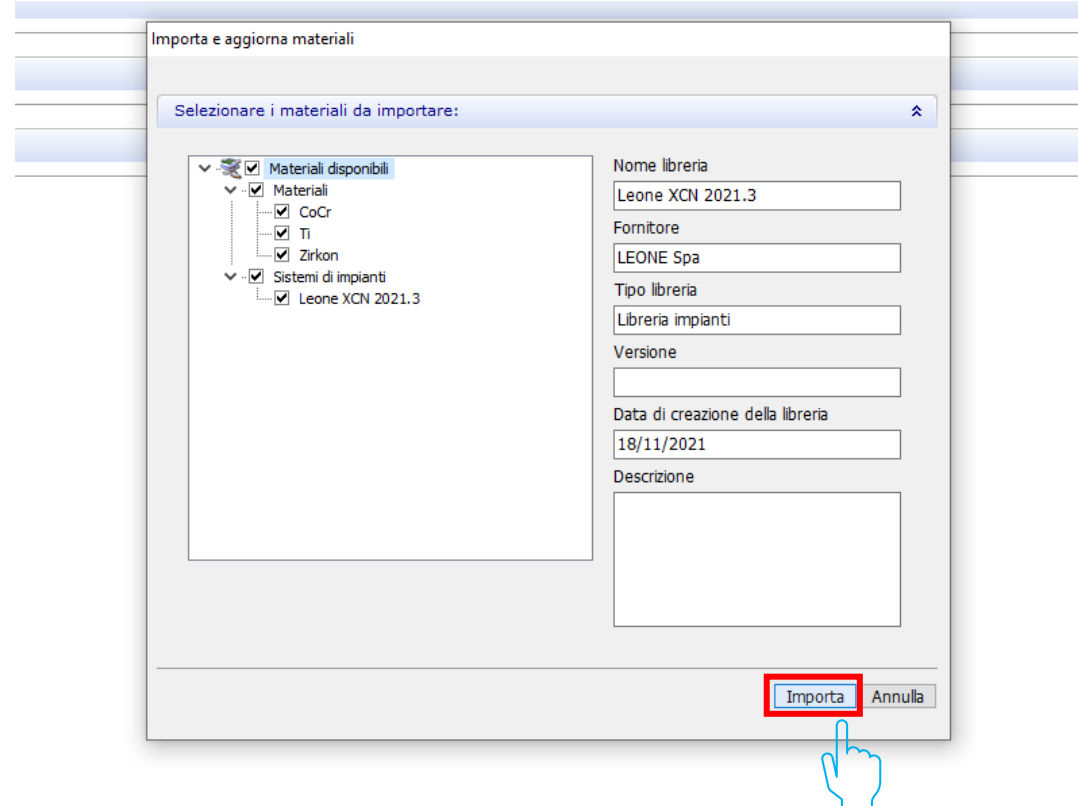 Importa e aggiorna materiali
Selezionare i materiali da importare:
Materiali disponibili
Materiali
CoCr
Ti
Zirkon
Sistemi di impianti
Leone XCN 2021.3
Nome libreria
Leone XCN 2021.3
Fornitore
LEONE Spa
Tipo libreria
Libreria impianti
Versione
Data di creazione della libreria
18/11/2021
Descrizione
Importa Annulla